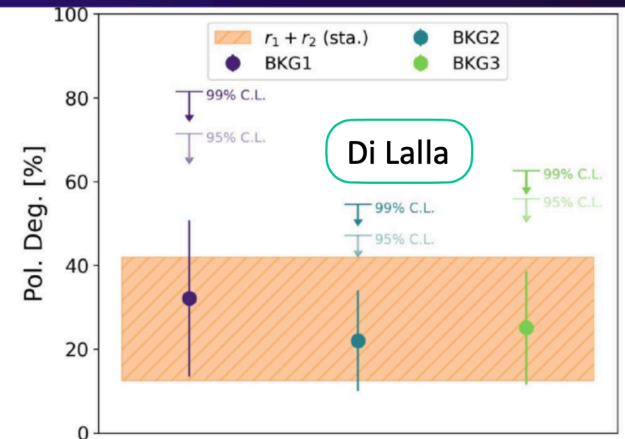 100
r₁ + r₂ (sta.)
BKG1
BKG2
BKG3
80
99% C.L.
95% C.L.
Di Lalla
60
99% C.L.
95% C.L.
99% C.L.
95% C.L.
Pol. Deg. [%]
40
20
0